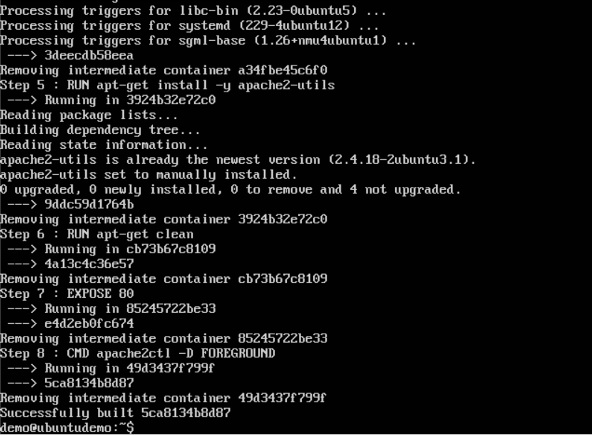 Processing triggers for libc-bin (2.23-0ubuntu5) ...
Processing triggers for systemd (229-4ubuntu12) ...
Processing triggers for sgml-base (1.26+nmu4ubuntu1) ...
 ---> 3deecdb58eea
Removing intermediate container a34fbe45c6f0
Step 5 : RUN apt-get install -y apache2-utils
 ---> Running in 3924b32e72c0
Reading package lists...
Building dependency tree...
Reading state information...
apache2-utils is already the newest version (2.4.18-2ubuntu3.1).
apache2-utils set to manually installed.
0 upgraded, 0 newly installed, 0 to remove and 4 not upgraded.
 ---> 9ddc59d1764b
Removing intermediate container 3924b32e72c0
Step 6 : RUN apt-get clean
 ---> Running in cb73b67c8109
 ---> 4a13c4c36e57
Removing intermediate container cb73b67c8109
Step 7 : EXPOSE 80
 ---> Running in 85245722be33
 ---> e4d2eb0fc674
Removing intermediate container 85245722be33
Step 8 : CMD apache2ctl -D FOREGROUND
 ---> Running in 49d3437f799f
 ---> 5ca8134b8d87
Removing intermediate container 49d3437f799f
Successfully built 5ca8134b8d87
demo@ubuntudemo:~$